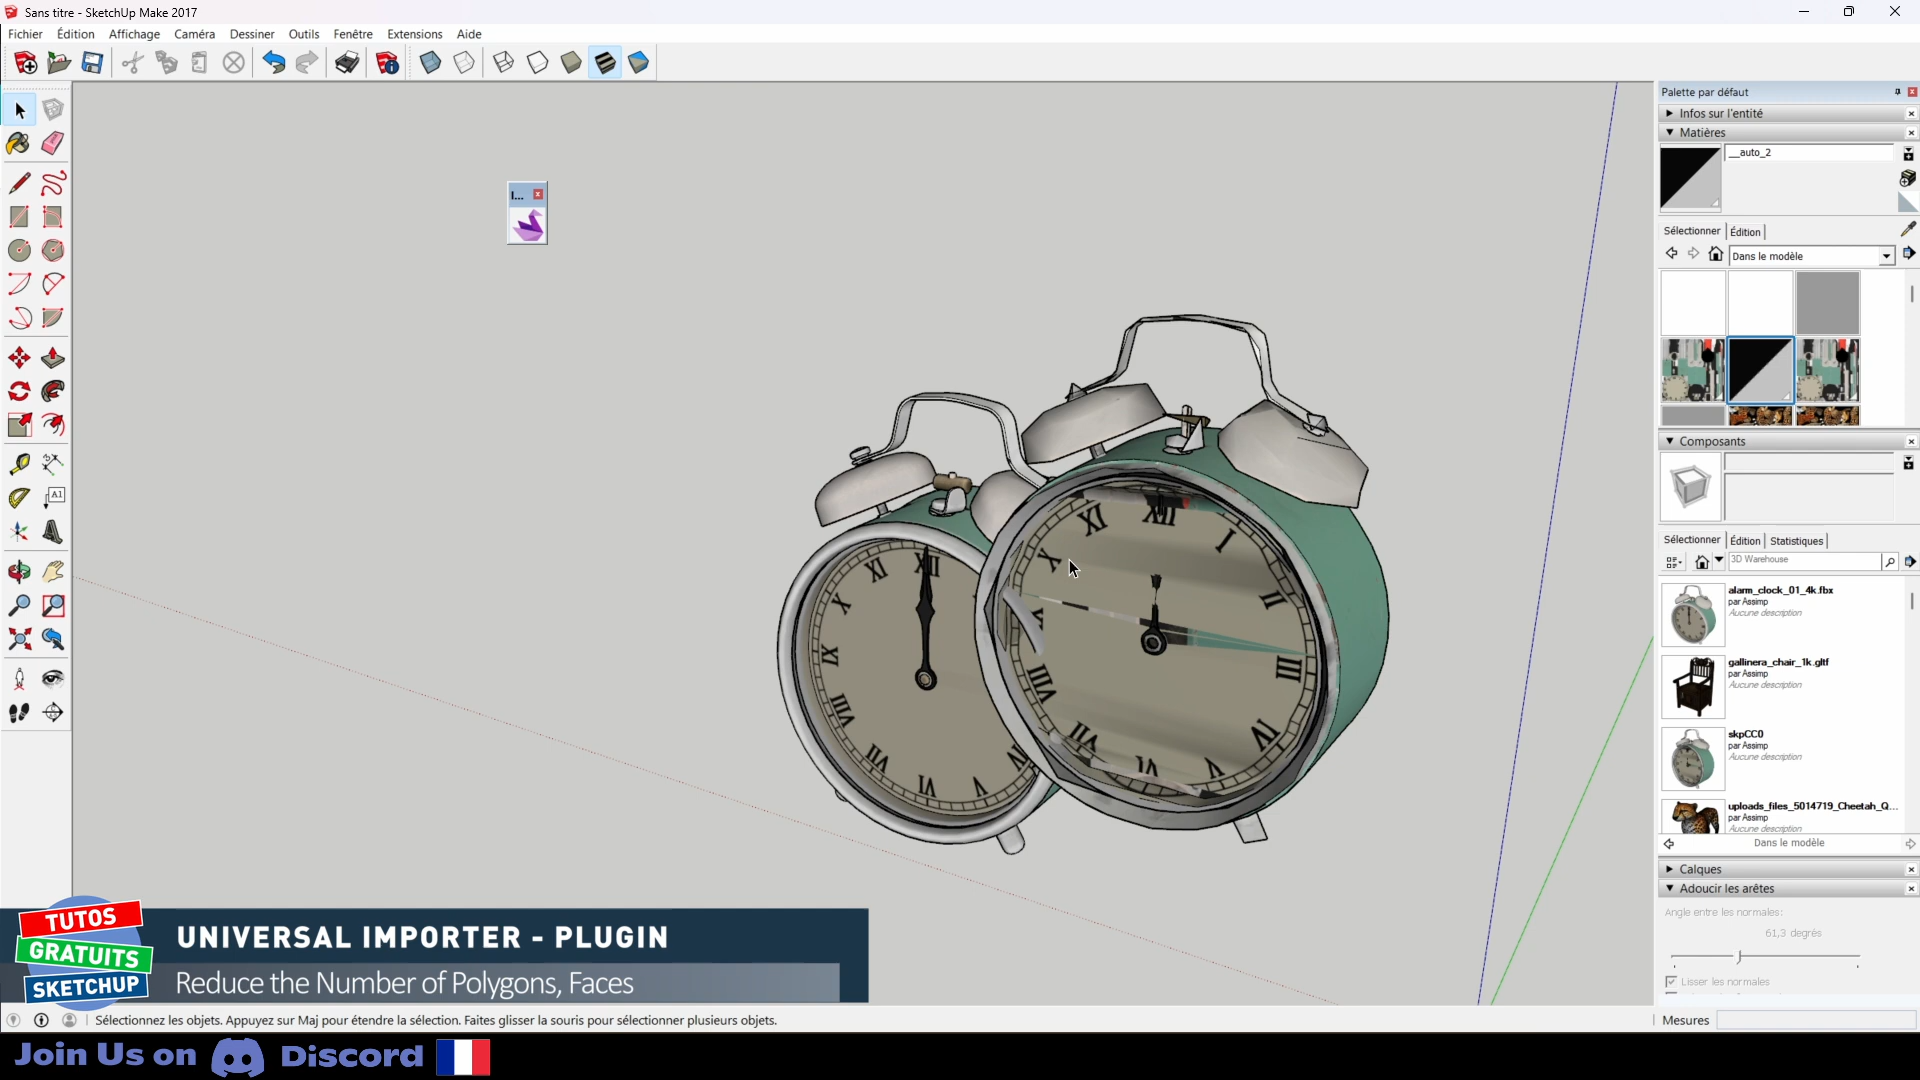 Sans titre - SketchUp Make 2017
Fichier Édition Affichage Caméra Dessiner Outils Fenêtre Extensions Aide
I...
A1
Palette par défaut
Infos sur l'entité
Matières
__auto_2
Sélectionner Édition
Dans le modèle
Composants
Sélectionner Édition Statistiques
3D Warehouse
alarm_clock_01_4k.fbx
par Assimp
Aucune description
gallinera_chair_1k.gltf
par Assimp
Aucune description
skpCC0
par Assimp
Aucune description
uploads_files_5014719_Cheetah_Q...
par Assimp
Aucune description
Dans le modèle
Calques
Adoucir les arêtes
Angle entre les normales:
61,3 degrés
Lisser les normales
TUTOS
GRATUITS
SKETCHUP
UNIVERSAL IMPORTER - PLUGIN
Reduce the Number of Polygons, Faces
Sélectionnez les objets. Appuyez sur Maj pour étendre la sélection. Faites glisser la souris pour sélectionner plusieurs objets.
Mesures
Join Us on Discord